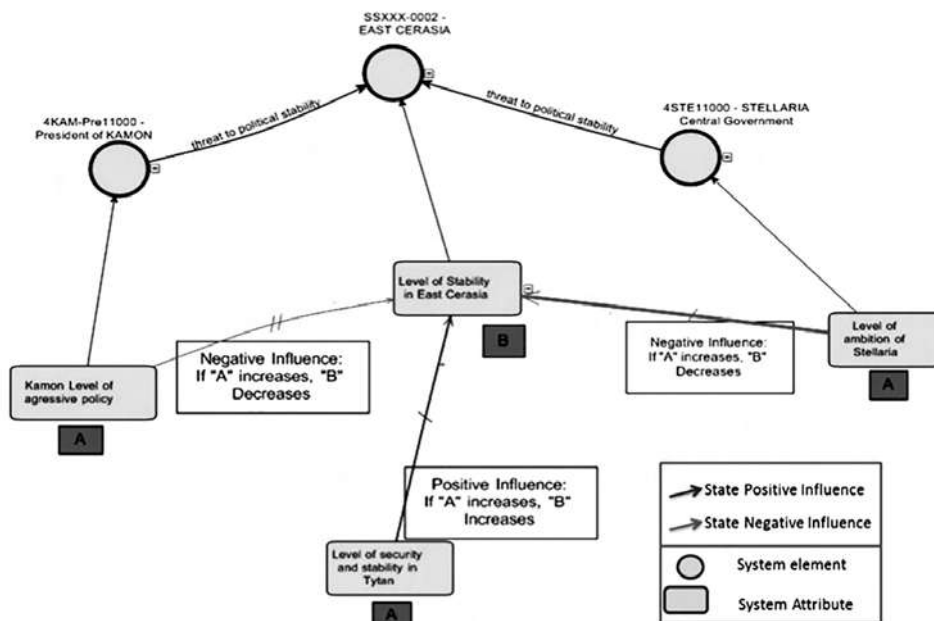 SSXXX-0002 -
EAST CERASIA
4KAM-Pre11000 -
President of KAMON
threat to political stability
threat to political stability
4STE11000 - STELLARIA
Central Government
Level of Stability
in East Cerasia
B
Negative Influence:
If "A" increases, "B"
Decreases
Negative Influence:
If "A" increases, "B"
Decreases
Level of
ambition of
Stellaria
A
Kamon Level of
agressive policy
A
Positive Influence:
If "A" increases, "B"
Increases
Level of security
and stability in
Tytan
A
State Positive Influence
State Negative Influence
System element
System Attribute